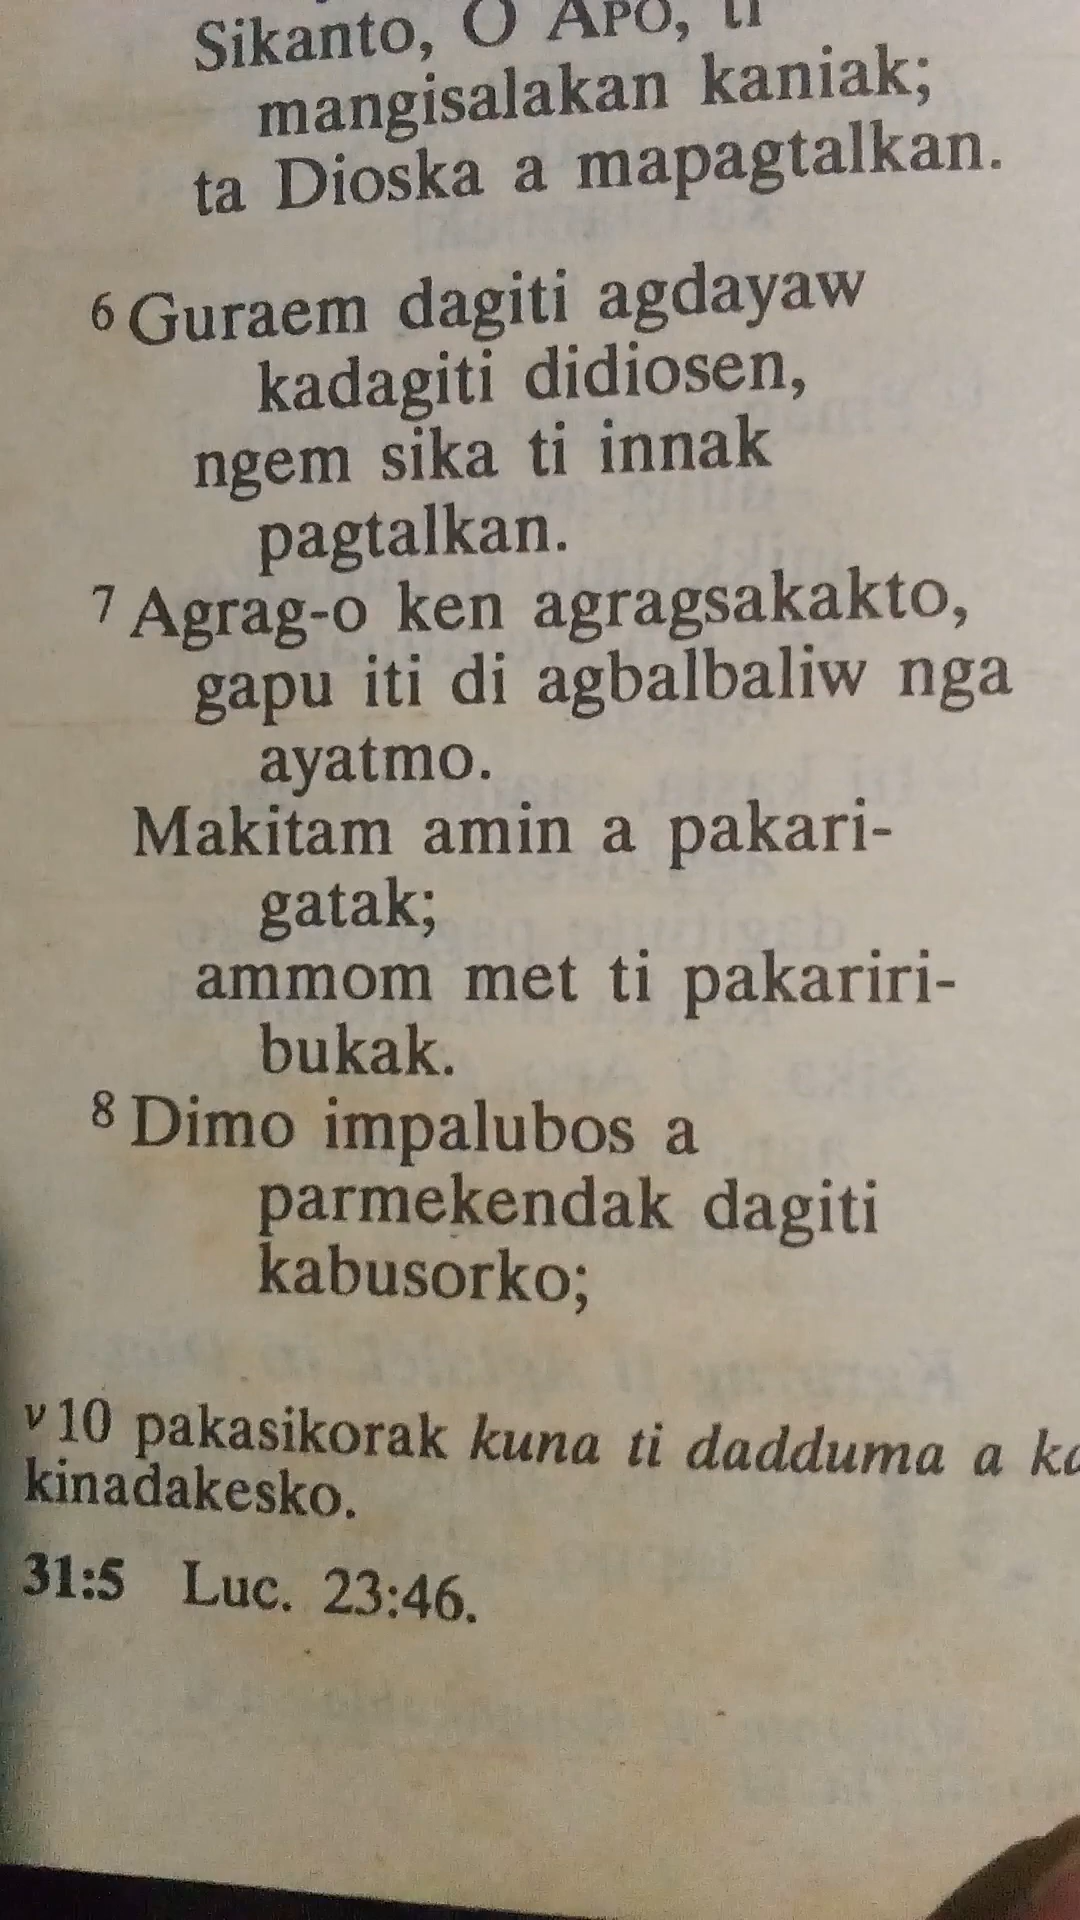 Sikanto, O APO, ti
mangisalakan kaniak;
ta Dioska a mapagtalkan.
6 Guraem dagiti agdayaw
kadagiti didiosen,
ngem sika ti innak
pagtalkan.
7 Agrag-o ken agragsakakto,
gapu iti di agbalbaliw nga
ayatmo.
Makitam amin a pakari-
gatak;
ammom met ti pakariri-
bukak.
8 Dimo impalubos a
parmekendak dagiti
kabusorko;
v10 pakasikorak kuna ti dadduma a
kinadakesko.
31:5 Luc. 23:46.